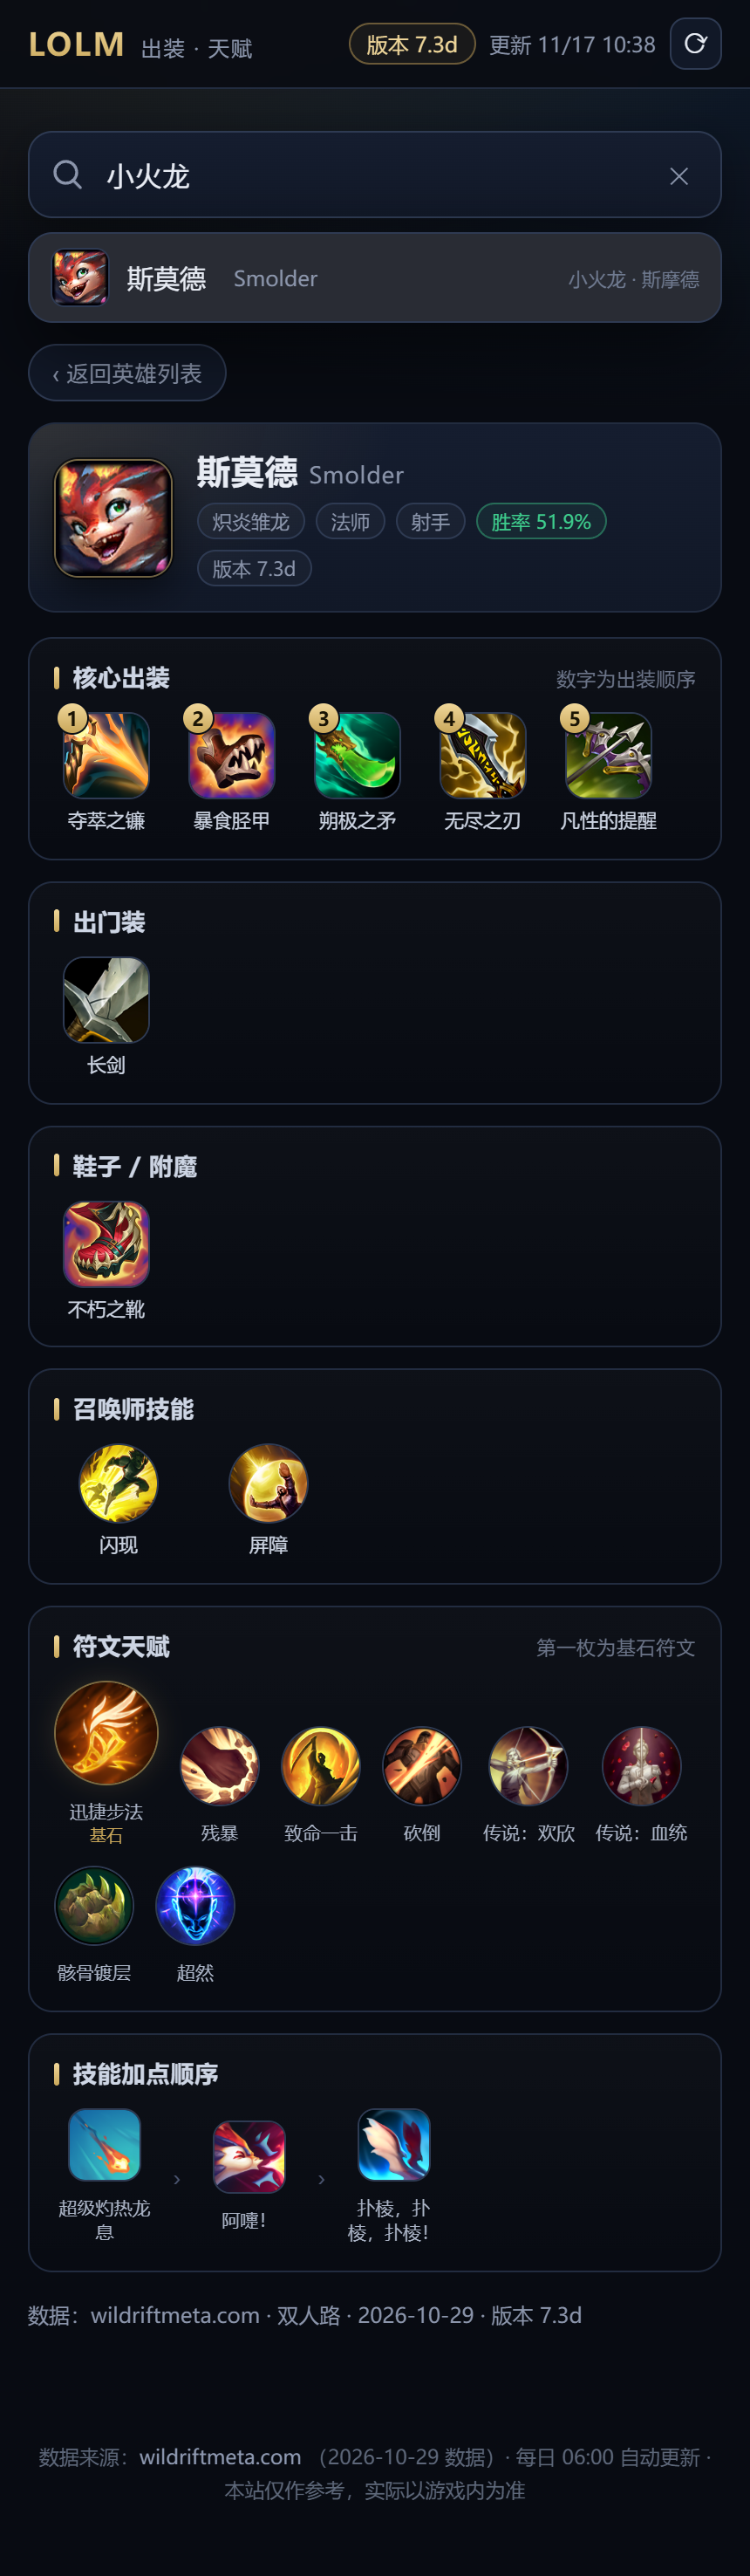 LOLM 出装 · 天赋 版本 7.3d 更新 11/17 10:38
小火龙
斯莫德 Smolder 小火龙 · 斯摩德
‹ 返回英雄列表
斯莫德 Smolder
炽炎雏龙 法师 射手 胜率 51.9%
版本 7.3d
核心出装 数字为出装顺序
1 2 3 4 5
夺萃之镰 暴食胫甲 朔极之矛 无尽之刃 凡性的提醒
出门装
长剑
鞋子 / 附魔
不朽之靴
召唤师技能
闪现 屏障
符文天赋 第一枚为基石符文
迅捷步法
基石
残暴 致命一击 砍倒 传说：欢欣 传说：血统
骸骨镀层 超然
技能加点顺序
超级灼热龙
息
›
阿嚏！
›
扑棱，扑
棱，扑棱！
数据：wildriftmeta.com · 双人路 · 2026-10-29 · 版本 7.3d
数据来源：wildriftmeta.com （2026-10-29 数据）· 每日 06:00 自动更新 ·
本站仅作参考，实际以游戏内为准